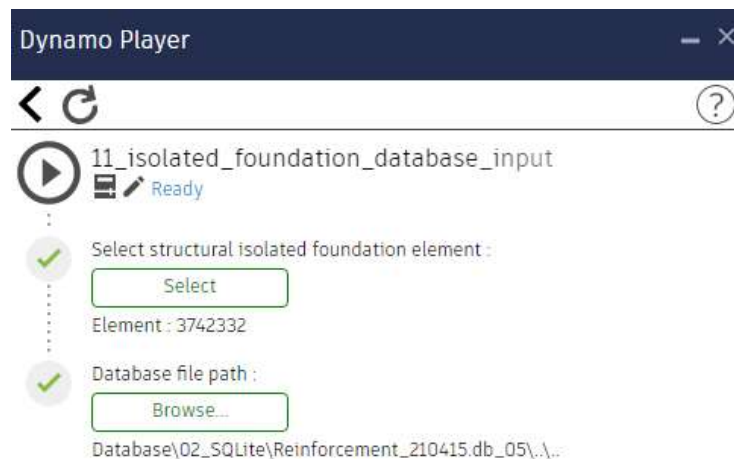 Dynamo Player
?
11_isolated_foundation_database_input
Ready
Select structural isolated foundation element :
Select
Element : 3742332
Database file path :
Browse...
Database\02_SQLite\Reinforcement_210415.db_05\..\..